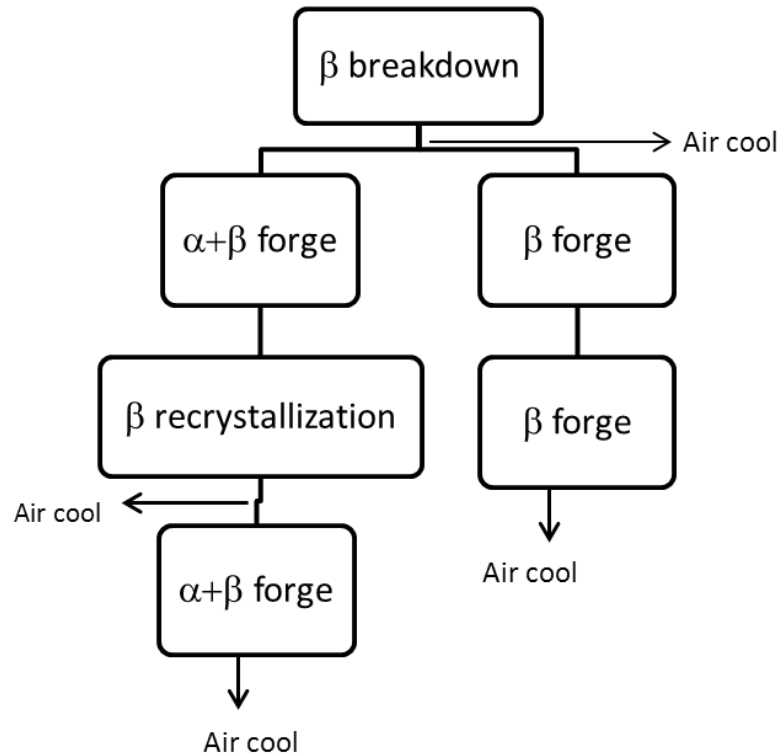 β breakdown
Air cool
α+β forge
β forge
β recrystallization
β forge
Air cool
α+β forge
Air cool
Air cool